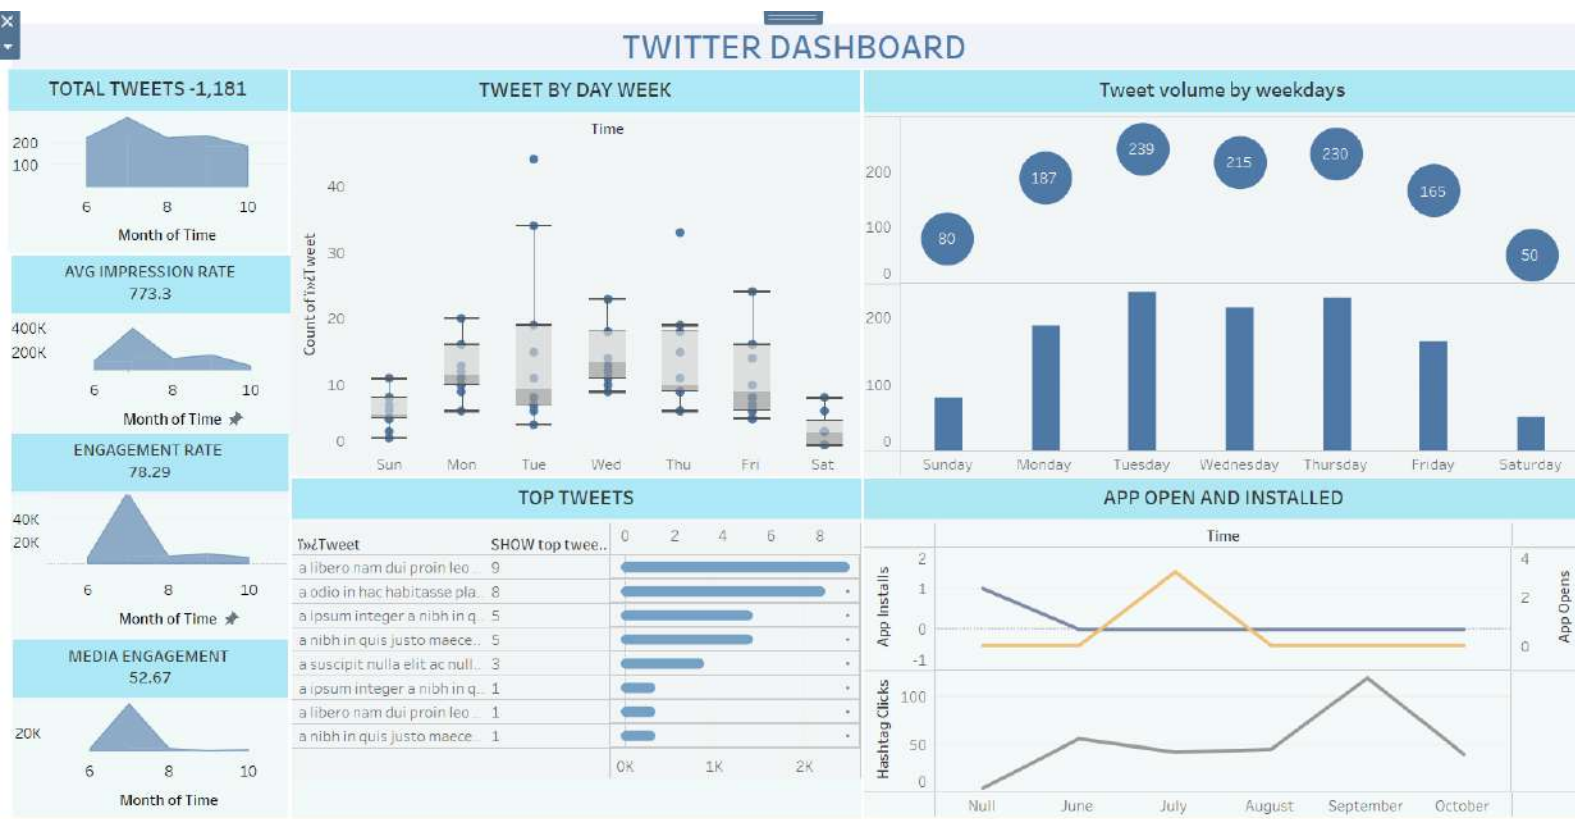 TWITTER DASHBOARD
TOTAL TWEETS -1,181
200
100
6 8 10
Month of Time
AVG IMPRESSION RATE
773.3
400K
200K
6 8 10
Month of Time
ENGAGEMENT RATE
78.29
40K
20K
6 8 10
Month of Time
MEDIA ENGAGEMENT
52.67
20K
6 8 10
Month of Time
TWEET BY DAY WEEK
Time
Count of ï»¿Tweet
40
30
20
10
0
Sun Mon Tue Wed Thu Fri Sat
TOP TWEETS
ï»¿Tweet SHOW top twee.. 0 2 4 6 8
a libero nam dui proin leo .. 9
a odio in hac habitasse pla.. 8
a ipsum integer a nibh in q.. 5
a nibh in quis justo maece.. 5
a suscipit nulla elit ac null.. 3
a ipsum integer a nibh in q.. 1
a libero nam dui proin leo .. 1
a nibh in quis justo maece.. 1
0K 1K 2K
Tweet volume by weekdays
200
100
0
80 187 239 215 230 165 50
200
100
0
Sunday Monday Tuesday Wednesday Thursday Friday Saturday
APP OPEN AND INSTALLED
Time
App Installs
2
1
0
-1
4
2
0
App Opens
Hashtag Clicks
100
50
0
Null June July August September October